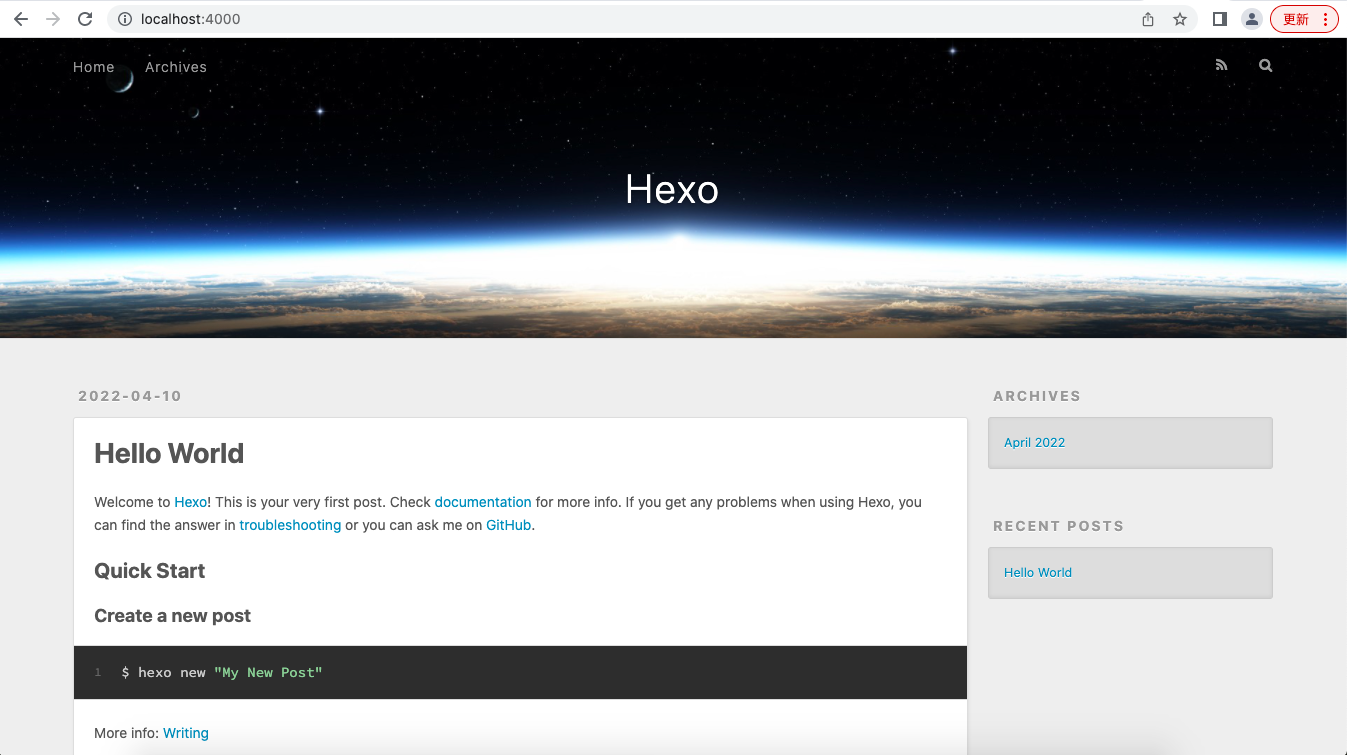 localhost:4000
更新
Home Archives
Hexo
2022-04-10
Hello World
Welcome to Hexo! This is your very first post. Check documentation for more info. If you get any problems when using Hexo, you
can find the answer in troubleshooting or you can ask me on GitHub.
Quick Start
Create a new post
1 $ hexo new "My New Post"
More info: Writing
ARCHIVES
April 2022
RECENT POSTS
Hello World